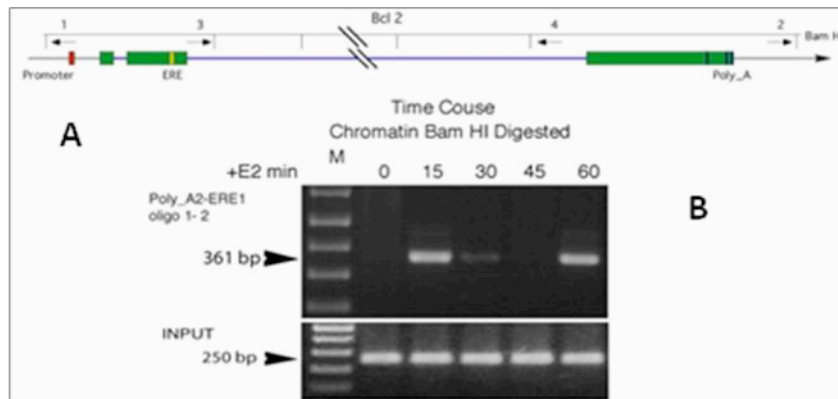 1 3 Bcl 2 4 2
Bam H
Promoter ERE Poly_A
A
Time Couse
Chromatin Bam HI Digested
M
+E2 min 0 15 30 45 60
Poly_A2-ERE1
oligo 1- 2
B
361 bp
INPUT
250 bp